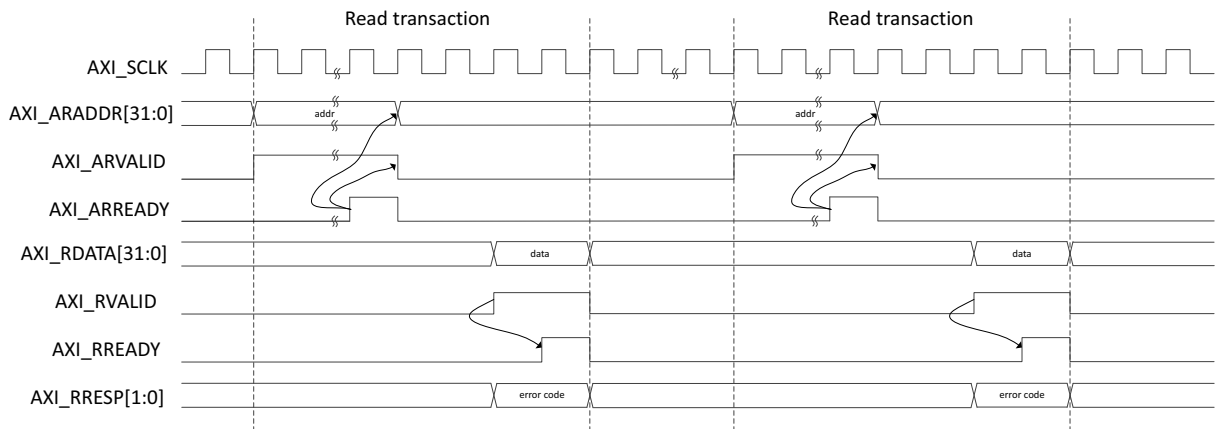 Read transaction Read transaction
AXI_SCLK
AXI_ARADDR[31:0] addr addr
AXI_ARVALID
AXI_ARREADY
AXI_RDATA[31:0] data data
AXI_RVALID
AXI_RREADY
AXI_RRESP[1:0] error code error code